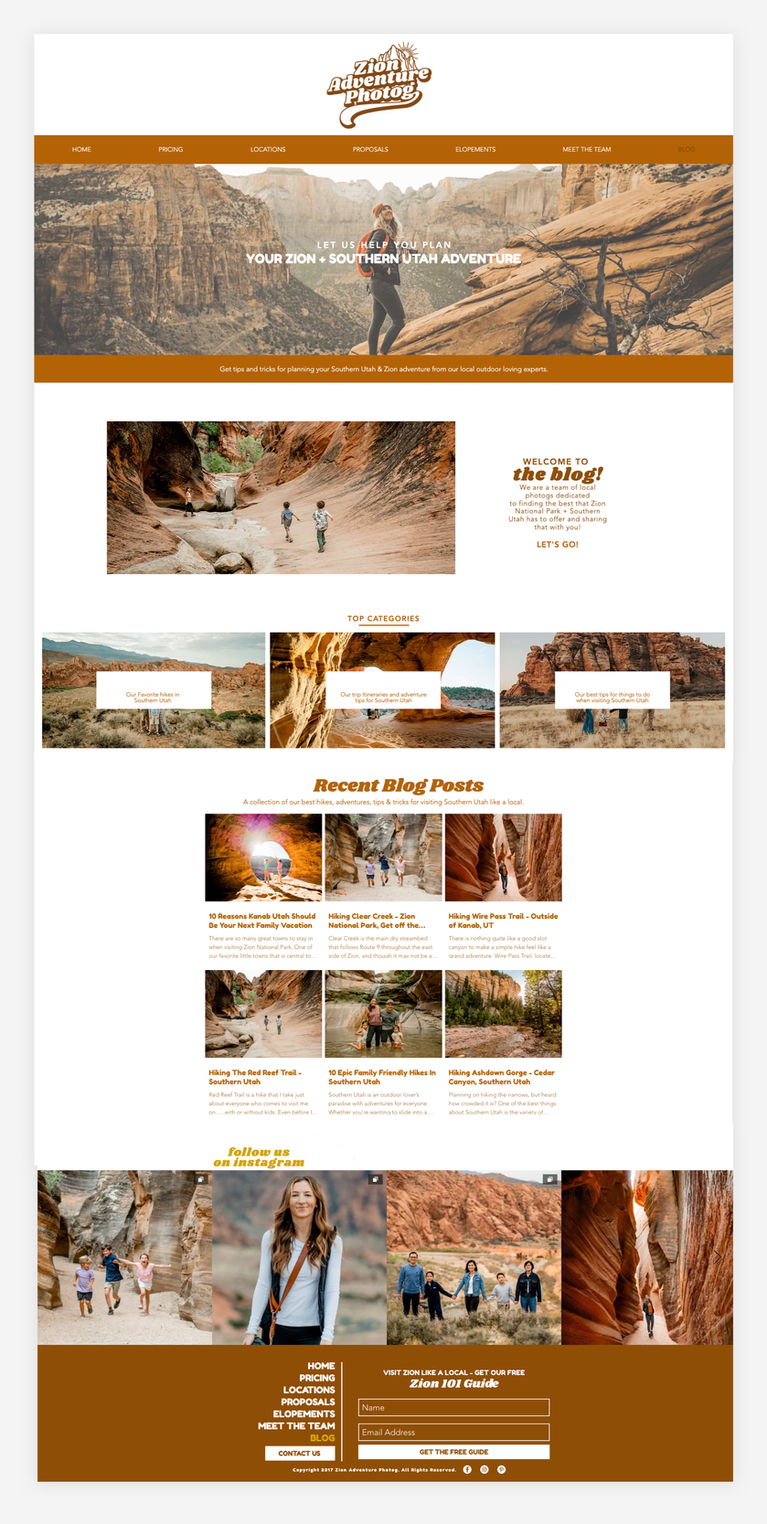 Zion
Adventure
Photog
HOME PRICING LOCATIONS PROPOSALS ELOPEMENTS MEET THE TEAM BLOG
LET US HELP YOU PLAN
YOUR ZION + SOUTHERN UTAH ADVENTURE
Get tips and tricks for planning your Southern Utah & Zion adventure from our local outdoor loving experts.
WELCOME TO
the blog!
We are a team of local
photogs dedicated
to finding the best that Zion
National Park + Southern
Utah has to offer and sharing
that with you!
LET'S GO!
TOP CATEGORIES
Our Favorite hikes in
Southern Utah
Our trip Itineraries and adventure
tips for Southern Utah
Our best tips for things to do
when visiting Southern Utah
Recent Blog Posts
A collection of our best hikes, adventures, tips & tricks for visiting Southern Utah like a local.
10 Reasons Kanab Utah Should
Be Your Next Family Vacation
There are so many great towns to stay in
when visiting Zion National Park. One of
our favorite little towns that is central to...
Hiking Clear Creek - Zion
National Park, Get off the...
Clear Creek is the main dry streambed
that follows Route 9 throughout the east
side of Zion, and though it may not be a...
Hiking Wire Pass Trail - Outside
of Kanab, UT
There is nothing quite like a good slot
canyon to make a simple hike feel like a
grand adventure. Wire Pass Trail, locate...
Hiking The Red Reef Trail -
Southern Utah
Red Reef Trail is a hike that I take just
about everyone who comes to visit me
on.....with or without kids. Even before I...
10 Epic Family Friendly Hikes In
Southern Utah
Southern Utah is an outdoor lover's
paradise with adventures for everyone.
Whether you're wanting to slide into a...
Hiking Ashdown Gorge - Cedar
Canyon, Southern Utah
Planning on hiking the narrows, but heard
how crowded it is? One of the best things
about Southern Utah is the variety of...
follow us
on instagram
HOME
PRICING
LOCATIONS
PROPOSALS
ELOPEMENTS
MEET THE TEAM
BLOG
CONTACT US
VISIT ZION LIKE A LOCAL - GET OUR FREE
Zion 101 Guide
Name
Email Address
GET THE FREE GUIDE
Copyright 2017 Zion Adventure Photog. All Rights Reserved.